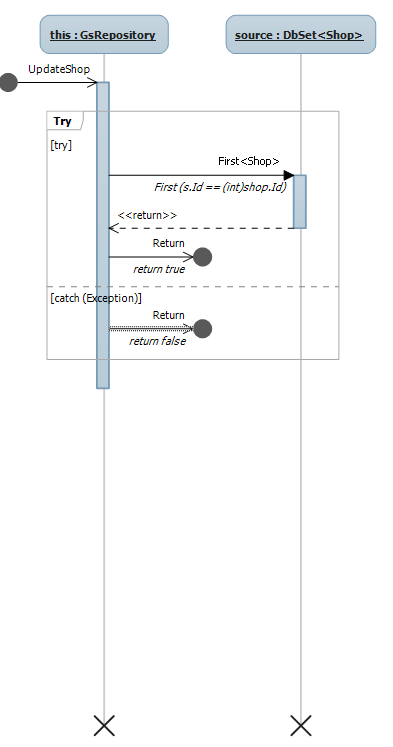 this : GsRepository
source : DbSet<Shop>
UpdateShop
Try
[try]
First<Shop>
First (s.Id == (int)shop.Id)
<<return>>
Return
return true
[catch (Exception)]
Return
return false